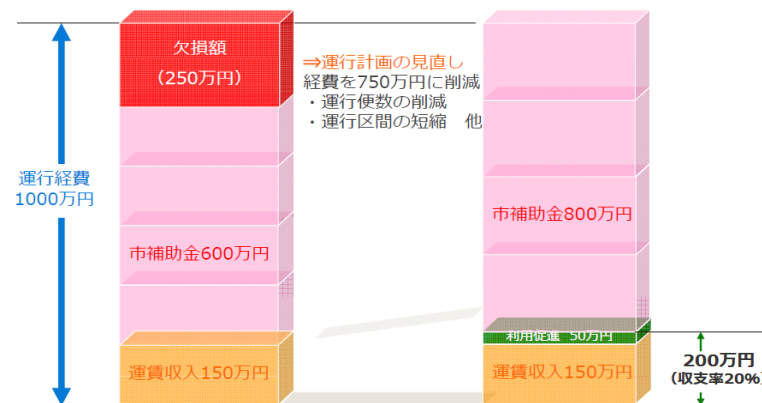 欠損額
（250万円）
⇒運行計画の見直し
経費を750万円に削減
・運行便数の削減
・運行区間の短縮　他
運行経費
1000万円
市補助金600万円
運賃収入150万円
市補助金800万円
利用促進 50万円
運賃収入150万円
200万円
（収支率20%）